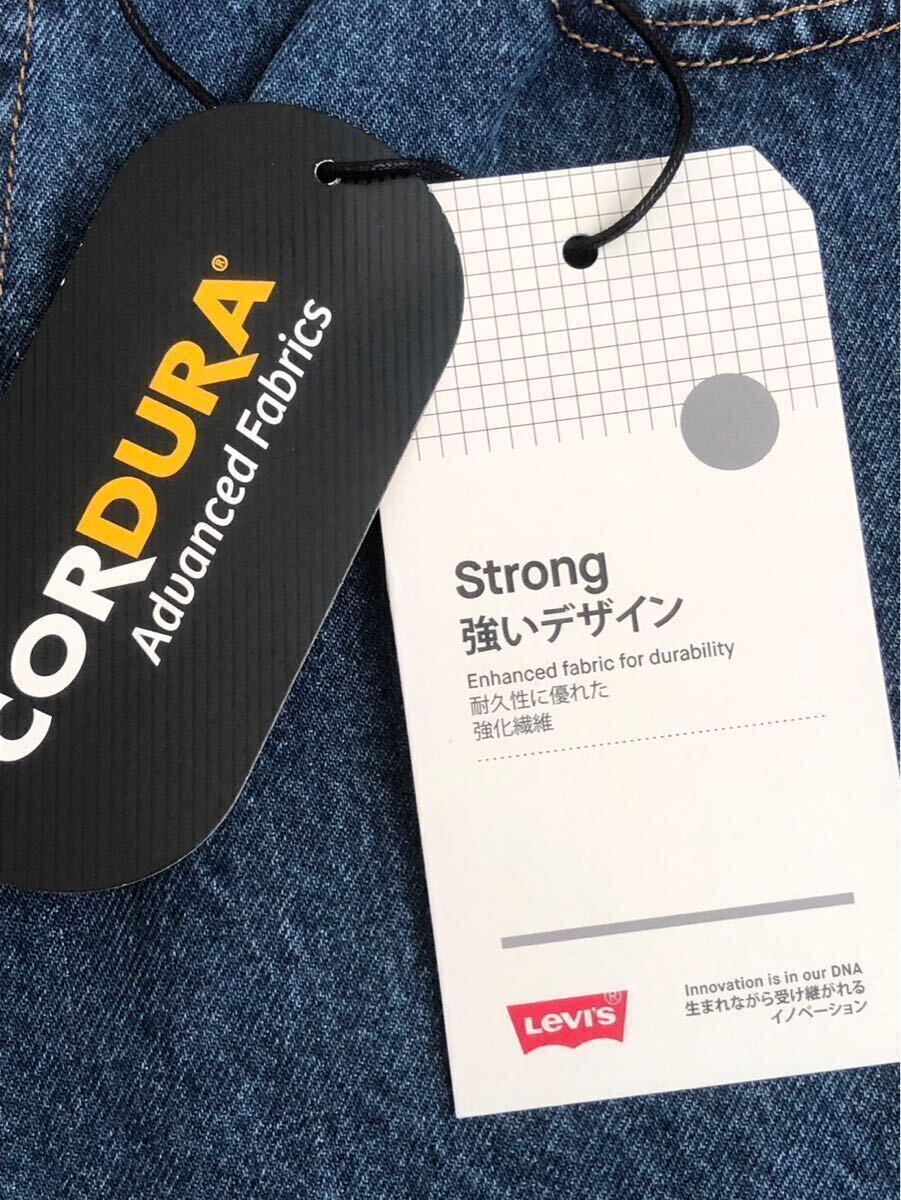 CORDURA®
Advanced Fabrics
Strong
強いデザイン
Enhanced fabric for durability
耐久性に優れた
強化繊維
LEVI'S®
Innovation is in our DNA
生まれながら受け継がれる
イノベーション